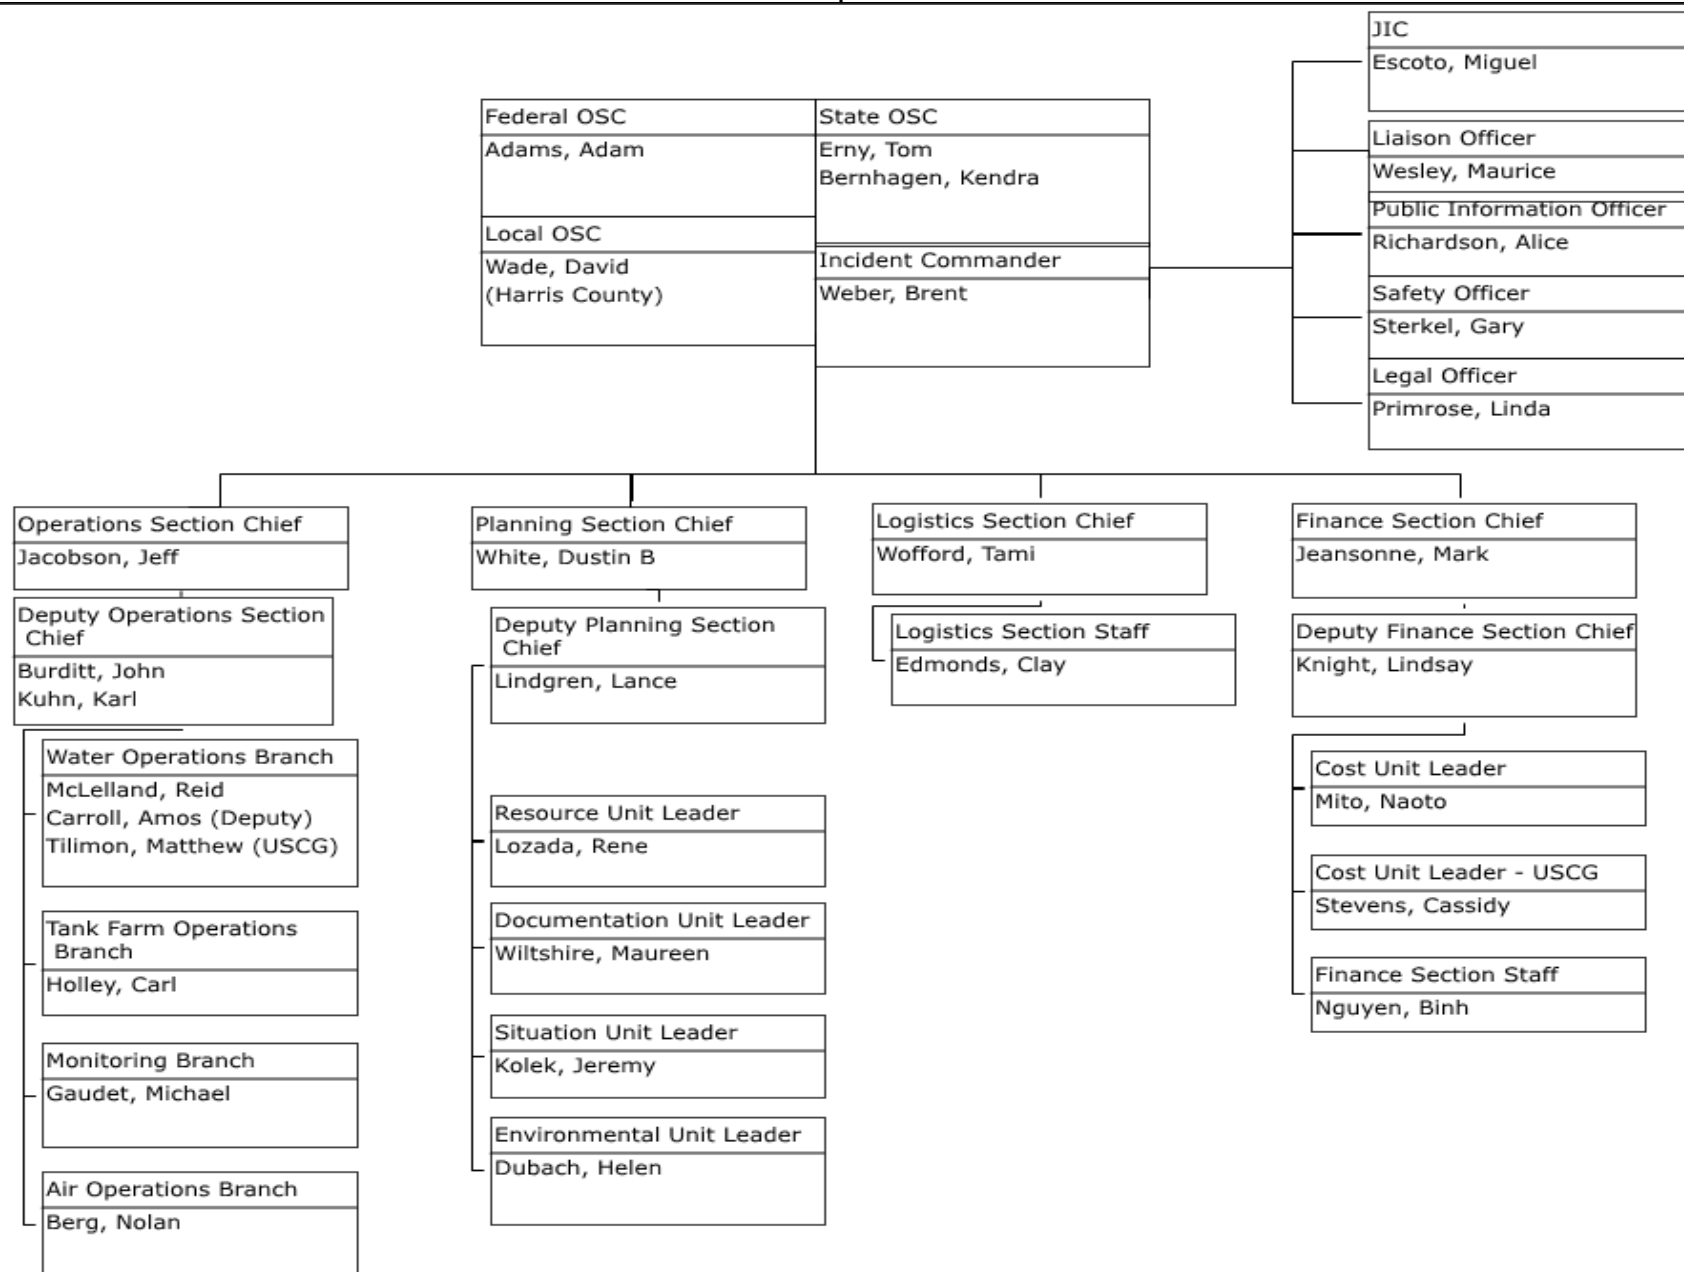 JIC
Escoto, Miguel
Federal OSC
Adams, Adam
State OSC
Erny, Tom
Bernhagen, Kendra
Liaison Officer
Wesley, Maurice
Public Information Officer
Richardson, Alice
Local OSC
Wade, David
(Harris County)
Incident Commander
Weber, Brent
Safety Officer
Sterkel, Gary
Legal Officer
Primrose, Linda
Operations Section Chief
Jacobson, Jeff
Deputy Operations Section
Chief
Burditt, John
Kuhn, Karl
Water Operations Branch
McLelland, Reid
Carroll, Amos (Deputy)
Tilimon, Matthew (USCG)
Tank Farm Operations
Branch
Holley, Carl
Monitoring Branch
Gaudet, Michael
Air Operations Branch
Berg, Nolan
Planning Section Chief
White, Dustin B
Deputy Planning Section
Chief
Lindgren, Lance
Resource Unit Leader
Lozada, Rene
Documentation Unit Leader
Wiltshire, Maureen
Situation Unit Leader
Kolek, Jeremy
Environmental Unit Leader
Dubach, Helen
Logistics Section Chief
Wofford, Tami
Logistics Section Staff
Edmonds, Clay
Finance Section Chief
Jeansonne, Mark
Deputy Finance Section Chief
Knight, Lindsay
Cost Unit Leader
Mito, Naoto
Cost Unit Leader - USCG
Stevens, Cassidy
Finance Section Staff
Nguyen, Binh